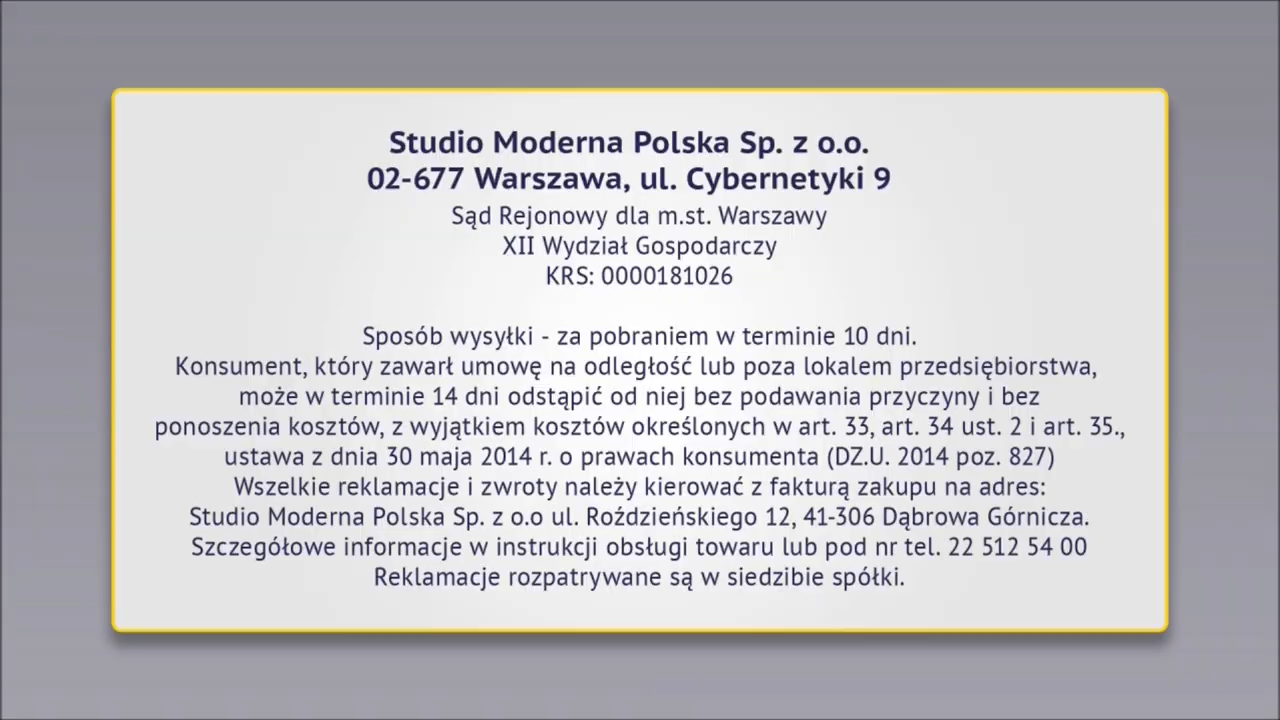 Studio Moderna Polska Sp. z o.o.
02-677 Warszawa, ul. Cybernetyki 9
Sąd Rejonowy dla m.st. Warszawy
XII Wydział Gospodarczy
KRS: 0000181026
Sposób wysyłki - za pobraniem w terminie 10 dni.
Konsument, który zawarł umowę na odległość lub poza lokalem przedsiębiorstwa,
może w terminie 14 dni odstąpić od niej bez podawania przyczyny i bez
ponoszenia kosztów, z wyjątkiem kosztów określonych w art. 33, art. 34 ust. 2 i art. 35.,
ustawa z dnia 30 maja 2014 r. o prawach konsumenta (DZ.U. 2014 poz. 827)
Wszelkie reklamacje i zwroty należy kierować z fakturą zakupu na adres:
Studio Moderna Polska Sp. z o.o ul. Roździeńskiego 12, 41-306 Dąbrowa Górnicza.
Szczegółowe informacje w instrukcji obsługi towaru lub pod nr tel. 22 512 54 00
Reklamacje rozpatrywane są w siedzibie spółki.